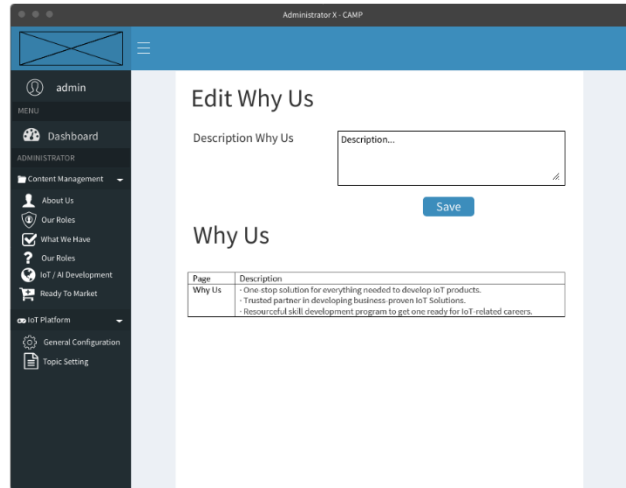 Administrator X - CAMP
admin
MENU
Dashboard
ADMINISTRATOR
Content Management
About Us
Our Roles
What We Have
Our Roles
IoT / AI Development
Ready To Market
IoT Platform
General Configuration
Topic Setting
Edit Why Us
Description Why Us
Description...
Save
Why Us
Page Description
Why Us · One-stop solution for everything needed to develop IoT products.
· Trusted partner in developing business-proven IoT Solutions.
· Resourceful skill development program to get one ready for IoT-related careers.